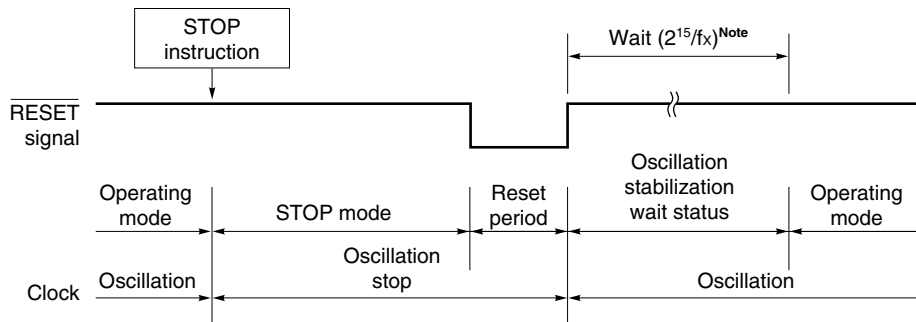 STOP
instruction
Wait (2¹⁵/fx)ᴺᵒᵗᵉ
RESET
signal
Operating
mode
STOP mode
Reset
period
Oscillation
stabilization
wait status
Operating
mode
Clock
Oscillation
Oscillation
stop
Oscillation